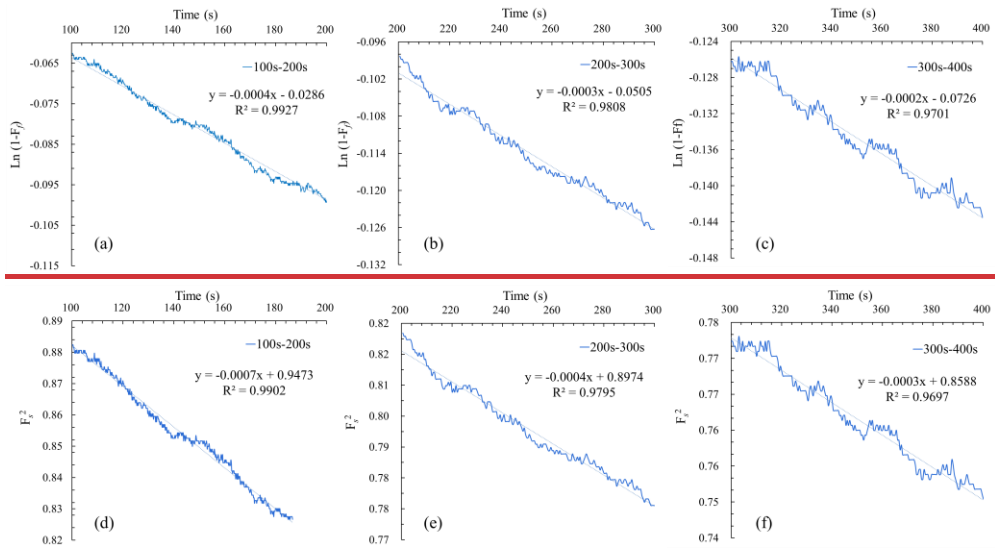 Time (s)
100 120 140 160 180 200
-0.065
-0.075
-0.085
-0.095
-0.105
-0.115
Ln (1-Ff)
100s-200s
y = -0.0004x - 0.0286
R² = 0.9927
(a)
Time (s)
200 220 240 260 280 300
-0.096
-0.102
-0.108
-0.114
-0.120
-0.126
-0.132
Ln (1-Ff)
200s-300s
y = -0.0003x - 0.0505
R² = 0.9808
(b)
Time (s)
300 320 340 360 380 400
-0.124
-0.128
-0.132
-0.136
-0.140
-0.144
-0.148
Ln (1-Ff)
300s-400s
y = -0.0002x - 0.0726
R² = 0.9701
(c)
Time (s)
100 120 140 160 180 200
0.89
0.88
0.87
0.86
0.85
0.84
0.83
0.82
Fs²
100s-200s
y = -0.0007x + 0.9473
R² = 0.9902
(d)
Time (s)
200 220 240 260 280 300
0.82
0.82
0.81
0.80
0.79
0.78
0.77
Fs²
200s-300s
y = -0.0004x + 0.8974
R² = 0.9795
(e)
Time (s)
300 320 340 360 380 400
0.78
0.77
0.77
0.76
0.76
0.75
0.74
Fs²
300s-400s
y = -0.0003x + 0.8588
R² = 0.9697
(f)